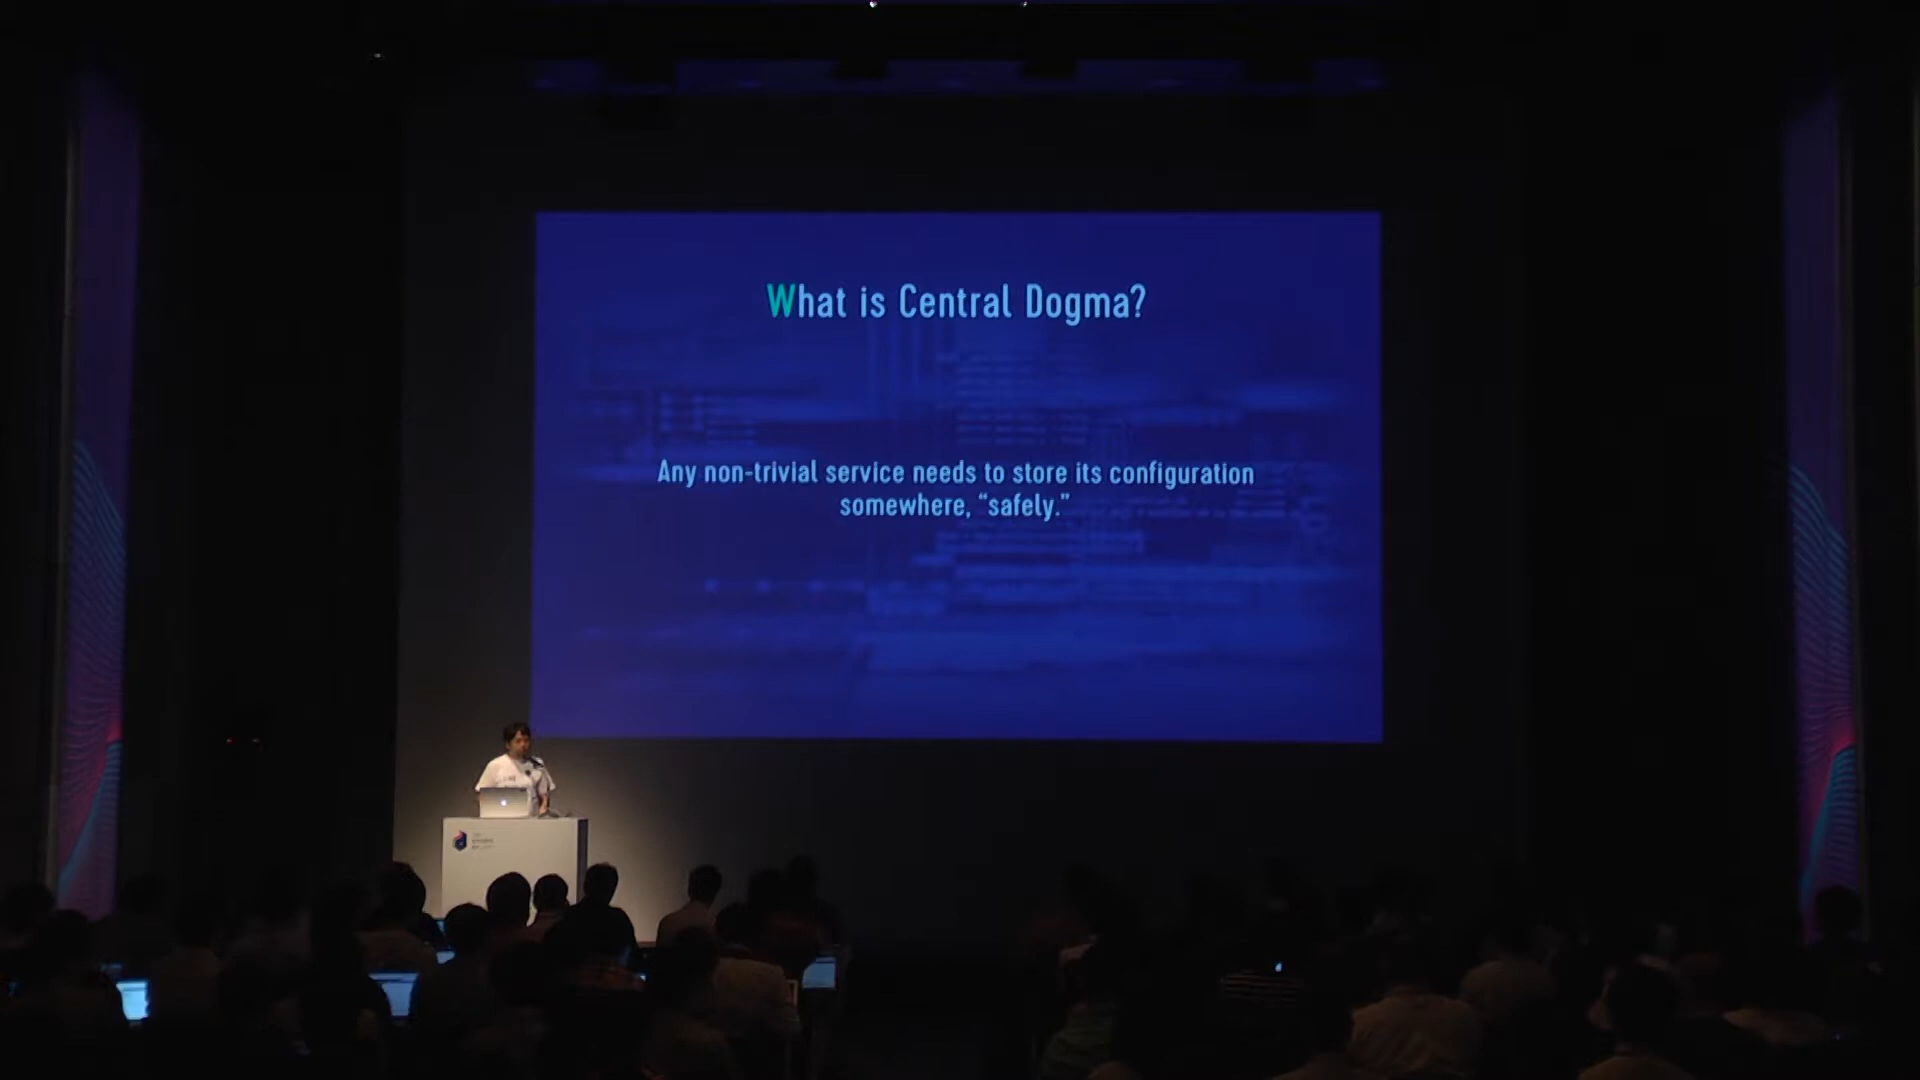 What is Central Dogma?
Any non-trivial service needs to store its configuration
somewhere, “safely.”